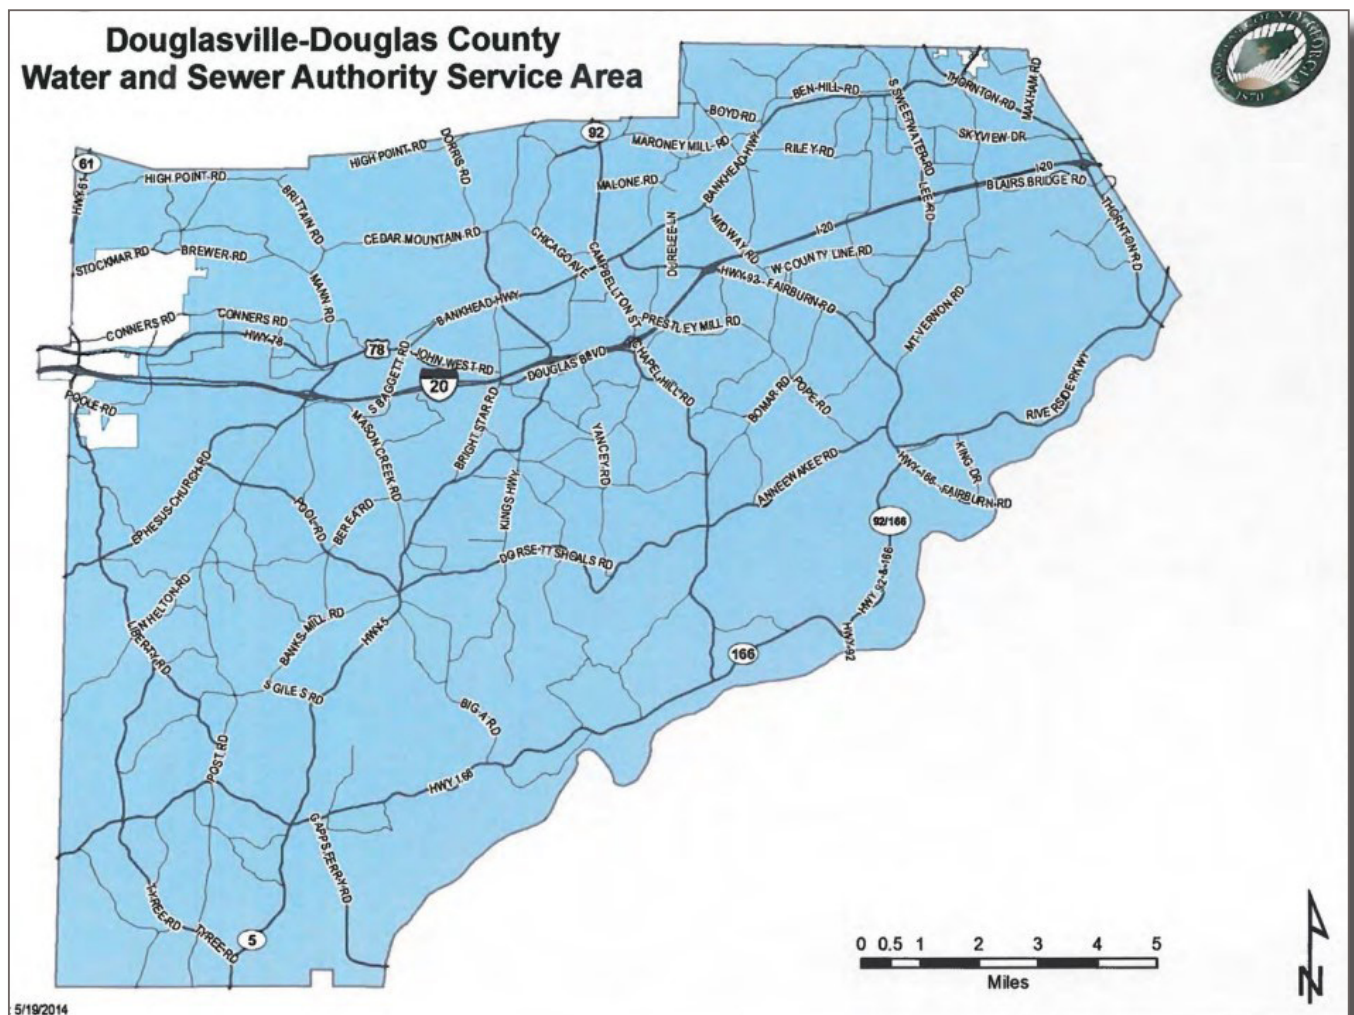 Douglasville-Douglas County
Water and Sewer Authority Service Area
61
HWY-61
HIGH POINT RD
HIGH POINT RD
DORRIS RD
92
BRITTAIN RD
MALONE RD
MARONEY MILL-RD
BOYD-RD
BEN-HILL-RD
S SWEETWATER-RD
THORNTON RD
MAXHAM RD
SKYVIEW-DR
RILEY-RD
BANKHEAD-HWY
LEE-RD
I-20
BLAIRS BRIDGE RD
THORNTON-RD
STOCKMAR RD
BREWER-RD
CEDAR MOUNTAIN RD
CHICAGO AVE
CAMPBELLTON ST
DURELEE-LN
MIDWAY RD
I-20
W COUNTY LINE RD
HWY-92--FAIRBURN-RD
MANN RD
CONNERS RD
CONNERS RD
HWY-78
BANKHEAD-HWY
78
S BAGGETT RD
JOHN WEST-RD
20
DOUGLAS BLVD
PRESTLEY MILL RD
CHAPEL-HILL-RD
MT-VERNON RD
POOLE RD
MASON CREEK RD
BRIGHT STAR RD
YANCEY-RD
BOMAR RD
POPE-RD
RIVERSIDE-PKWY
EPHESUS-CHURCH-RD
POOL-RD
BEREA RD
KINGS HWY
ANNEEWAKEE RD
KING-DR
HWY-166--FAIRBURN-RD
92/166
DORSETT SHOALS RD
N HELTON RD
LIBERTY RD
BANKS-MILL RD
HWY-5
HWY 92-&-166
HWY-92
166
S GILES RD
BIG-A RD
POST RD
HWY 166
CAPPS FERRY RD
TYREE-RD
TYREE-RD
5
0 0.5 1 2 3 4 5
Miles
N
5/19/2014